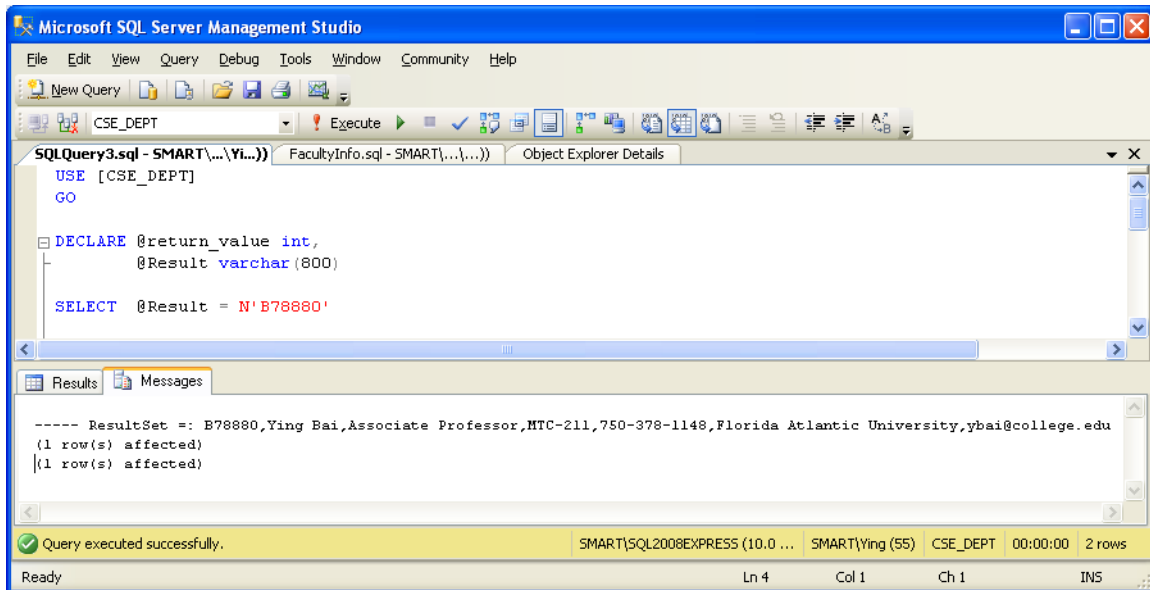 Microsoft SQL Server Management Studio
File Edit View Query Debug Tools Window Community Help
New Query
CSE_DEPT Execute
SQLQuery3.sql - SMART\...\Yi...)) FacultyInfo.sql - SMART\...\...)) Object Explorer Details
USE [CSE_DEPT]
GO
DECLARE @return_value int,
@Result varchar(800)
SELECT @Result = N'B78880'
Results Messages
----- ResultSet =: B78880,Ying Bai,Associate Professor,MTC-211,750-378-1148,Florida Atlantic University,ybai@college.edu
(1 row(s) affected)
(1 row(s) affected)
Query executed successfully. SMART\SQL2008EXPRESS (10.0 ... SMART\Ying (55) CSE_DEPT 00:00:00 2 rows
Ready Ln 4 Col 1 Ch 1 INS